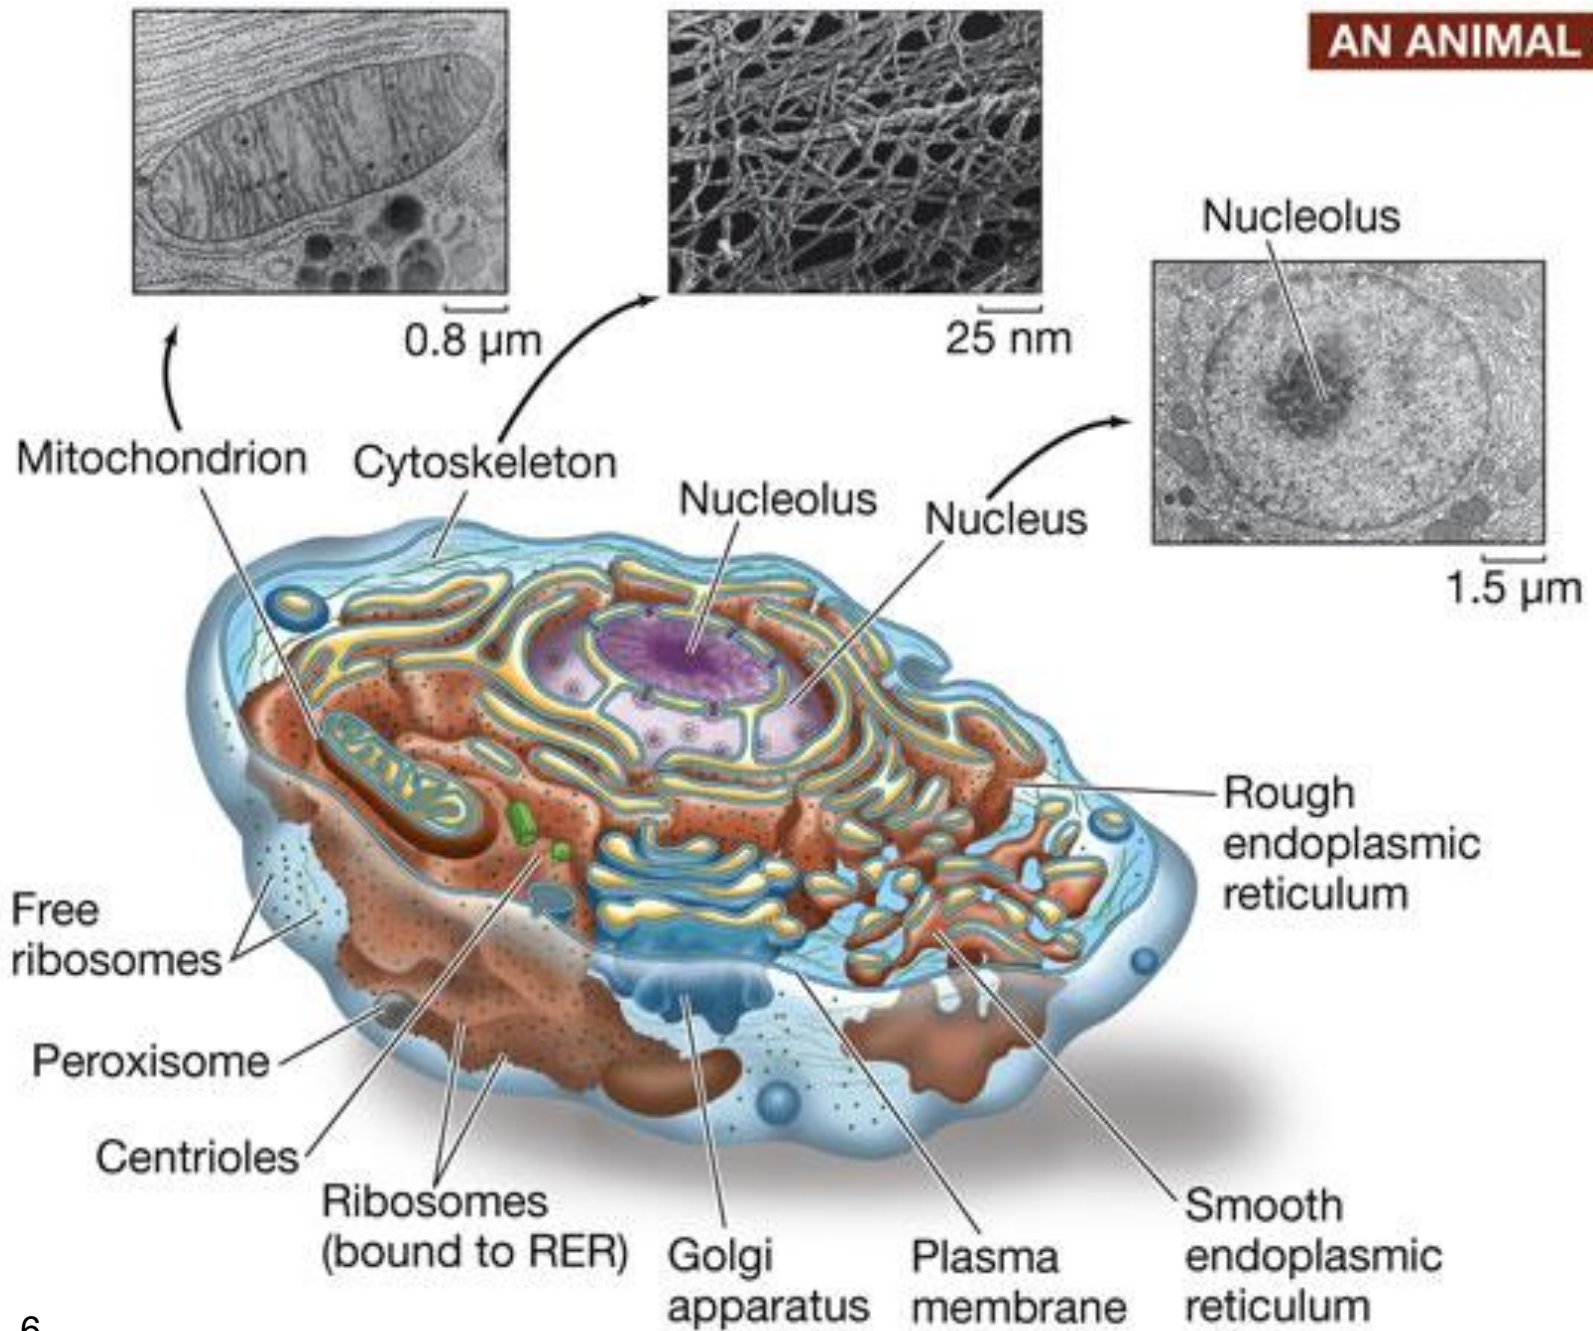 AN ANIMAL
Nucleolus
0.8 µm
25 nm
Mitochondrion
Cytoskeleton
Nucleolus
Nucleus
1.5 µm
Rough
endoplasmic
reticulum
Free
ribosomes
Peroxisome
Centrioles
Ribosomes
(bound to RER)
Golgi
apparatus
Plasma
membrane
Smooth
endoplasmic
reticulum
6